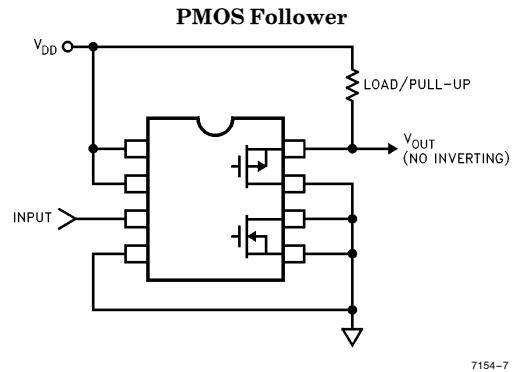 PMOS Follower
VDD
LOAD/PULL-UP
VOUT
(NO INVERTING)
INPUT
7154-7